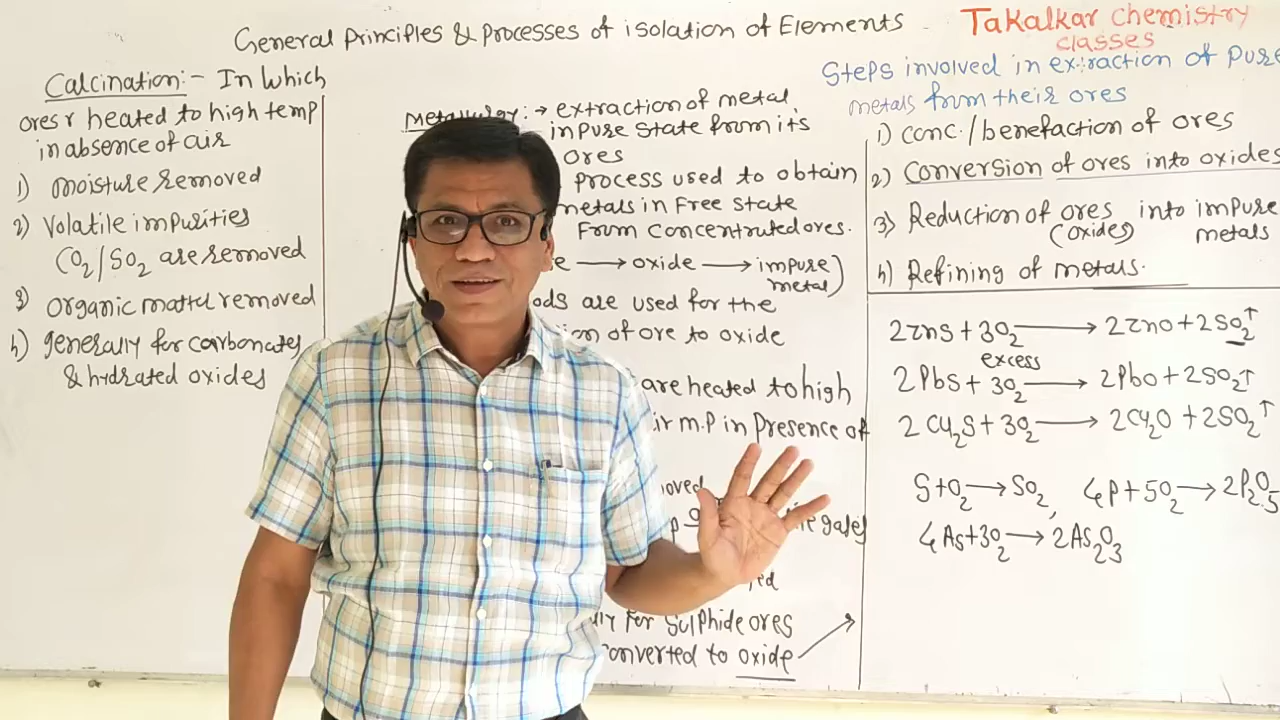 General Principles & Processes of isolation of Elements
Takalkar Chemistry
classes
Calcination:- In Which
ores r heated to high temp
in absence of air
1) moisture removed
2) Volatile impurities
CO2/SO2 are removed
3) organic matter removed
4) generally for carbonates
& hydrated oxides
Metallurgy:→ extraction of metal
in pure state from its
ores
process used to obtain
metals in Free State
From concentrated ores.
→ oxide → impure
metal)
are used for the
of ore to oxide
are heated to high
m.p in Presence of
the gases
For Sulphide ores
converted to oxide
Steps involved in extraction of pure
metals from their ores
1) conc./benefaction of ores
2) Conversion of ores into oxides
3) Reduction of ores into impure
(oxides) metals
4) Refining of metals.
2ZnS + 3O2 → 2ZnO + 2SO2↑
excess
2PbS + 3O2 → 2PbO + 2SO2↑
2Cu2S + 3O2 → 2Cu2O + 2SO2↑
S+O2 → SO2, 4P+5O2 → 2P2O5
4As+3O2 → 2As2O3